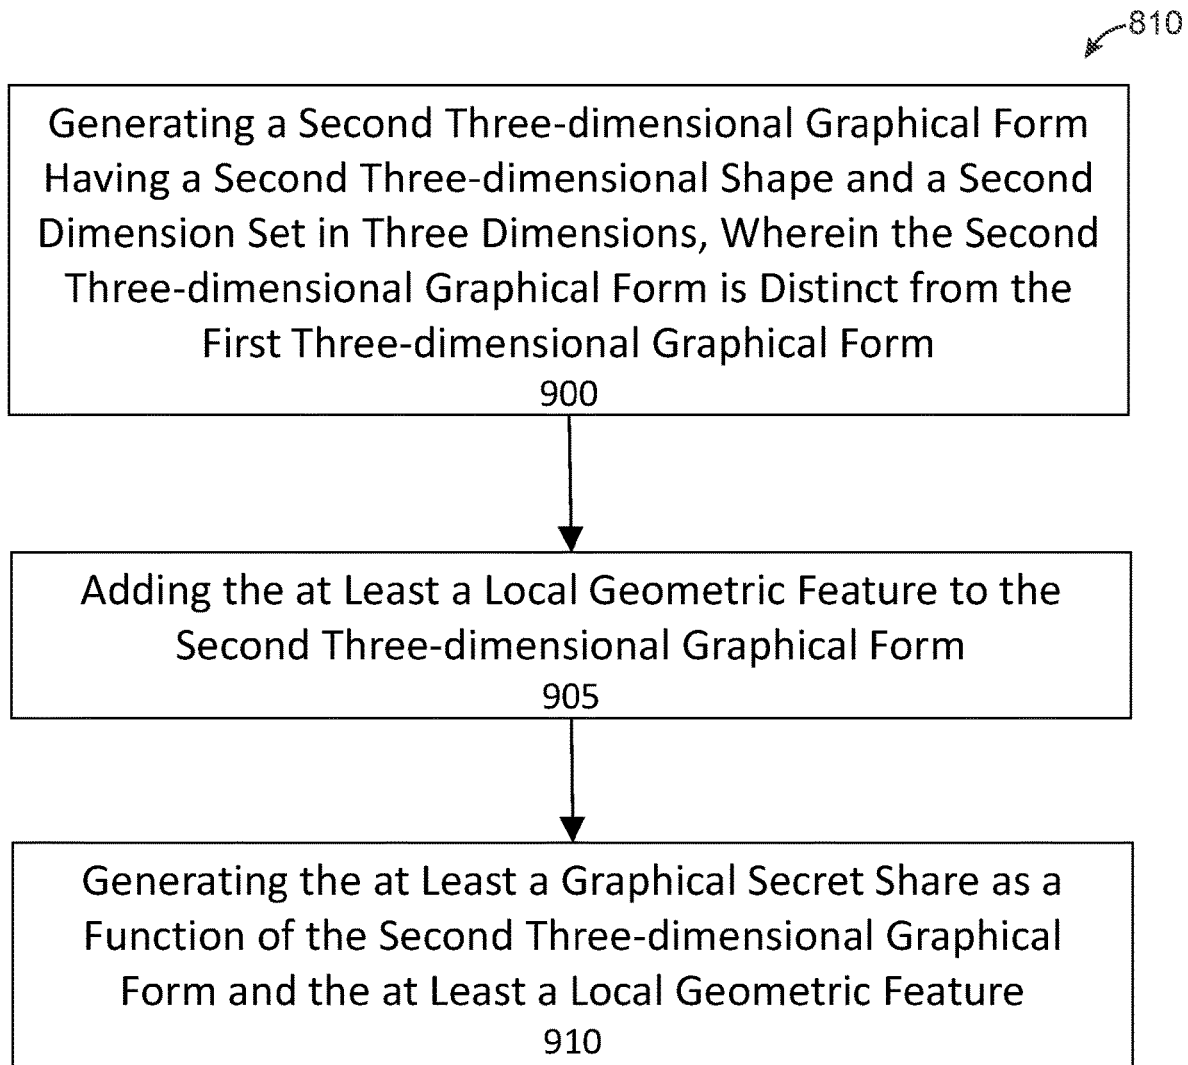 810
Generating a Second Three-dimensional Graphical Form
Having a Second Three-dimensional Shape and a Second
Dimension Set in Three Dimensions, Wherein the Second
Three-dimensional Graphical Form is Distinct from the
First Three-dimensional Graphical Form
900
Adding the at Least a Local Geometric Feature to the
Second Three-dimensional Graphical Form
905
Generating the at Least a Graphical Secret Share as a
Function of the Second Three-dimensional Graphical
Form and the at Least a Local Geometric Feature
910